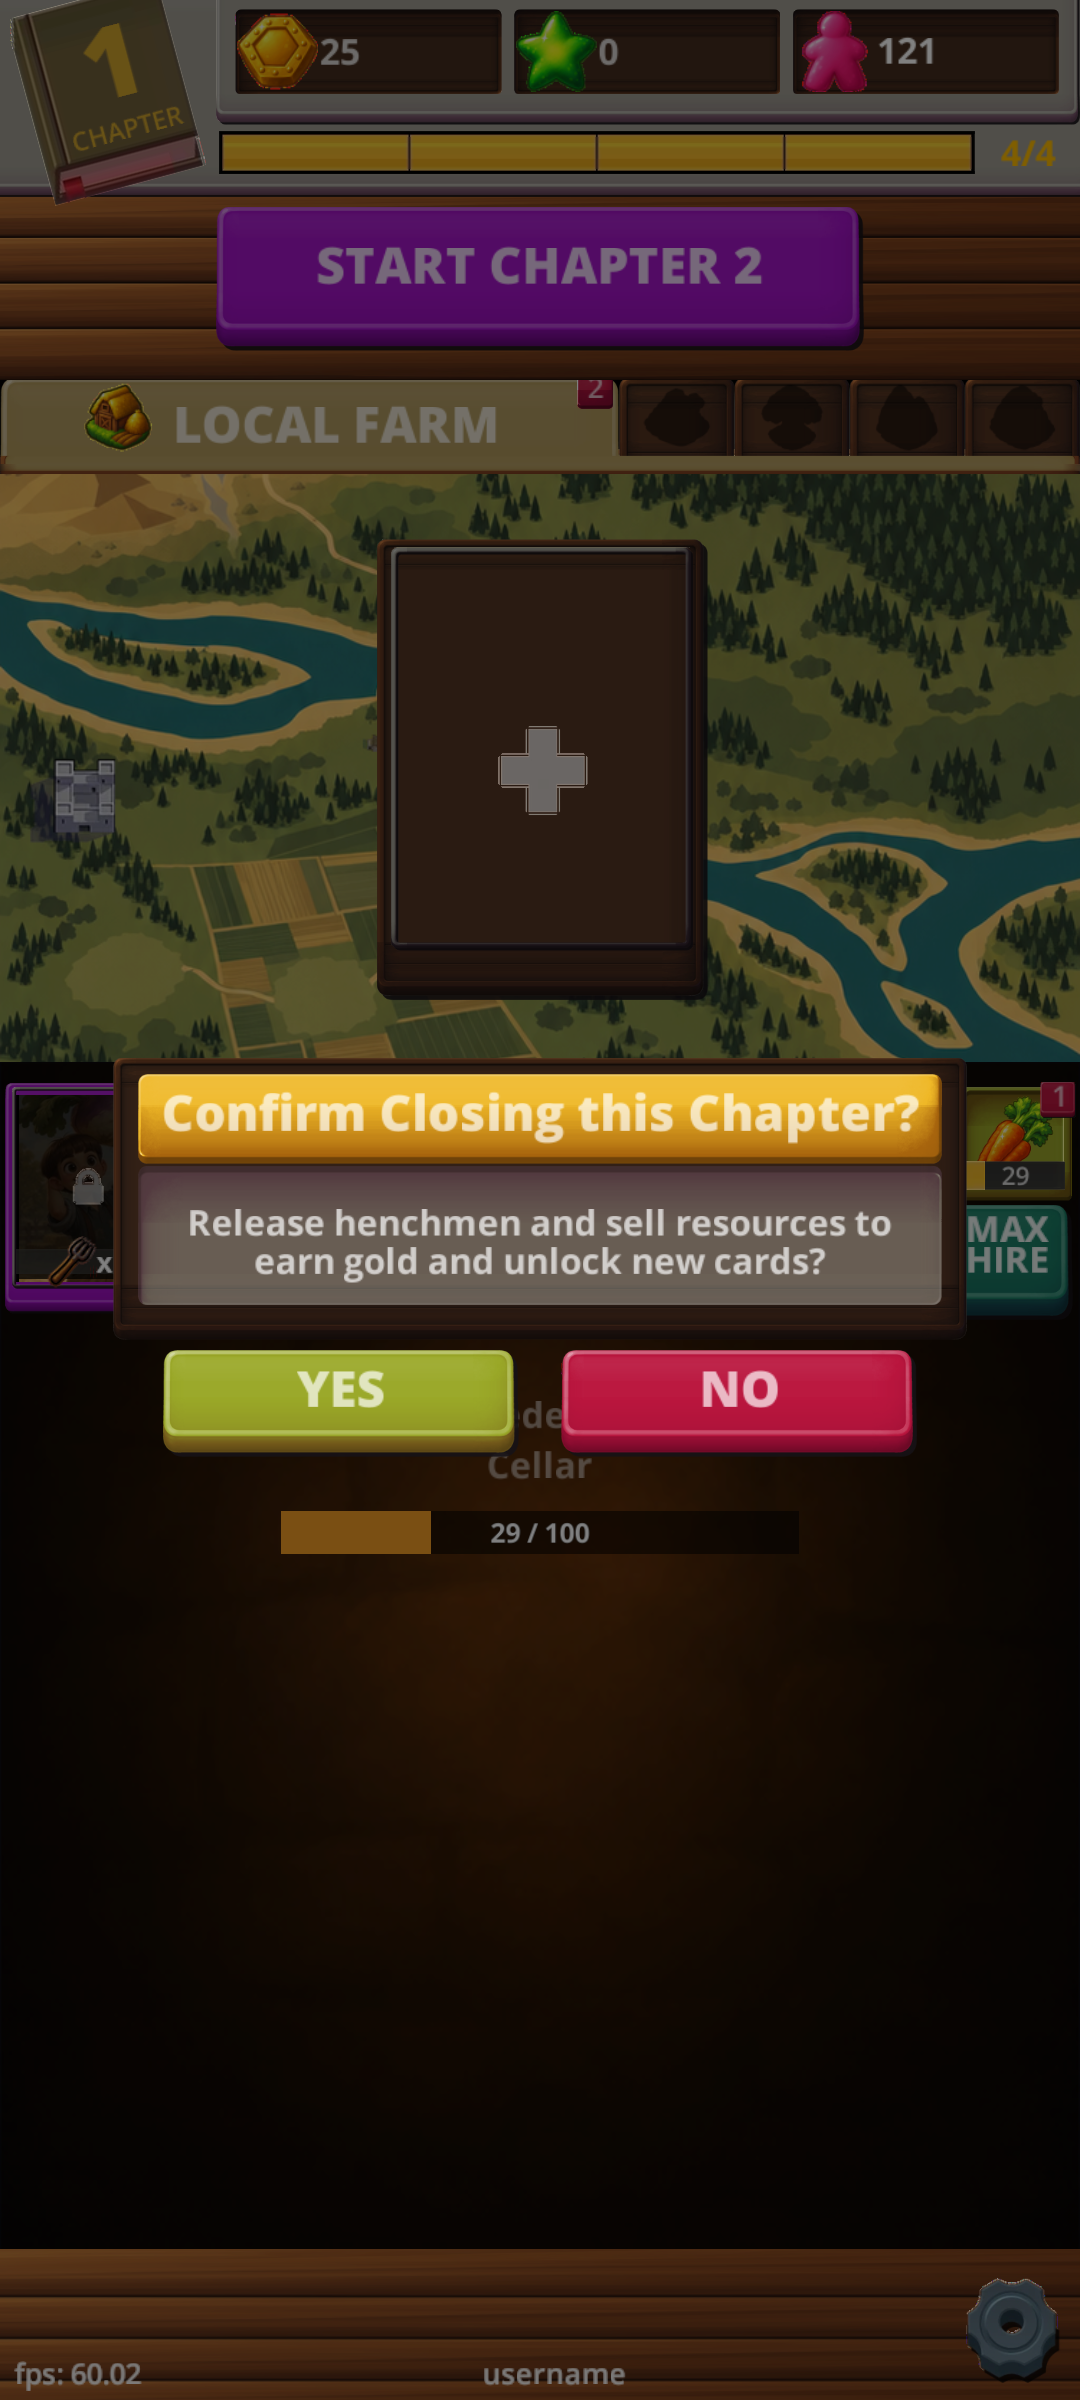 1
CHAPTER
25
0
121
4/4
START CHAPTER 2
LOCAL FARM
2
Confirm Closing this Chapter?
Release henchmen and sell resources to
earn gold and unlock new cards?
1
29
x
MAX
HIRE
YES
NO
Cellar
29 / 100
fps: 60.02
username